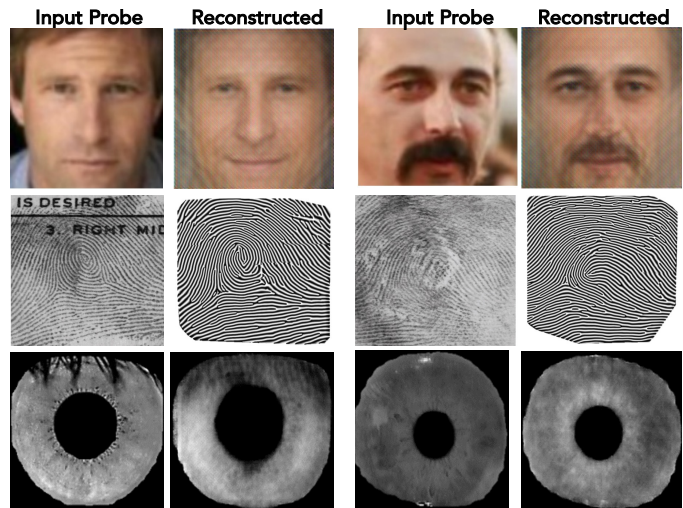 Input Probe Reconstructed Input Probe Reconstructed
IS DESIRED
3. RIGHT MID